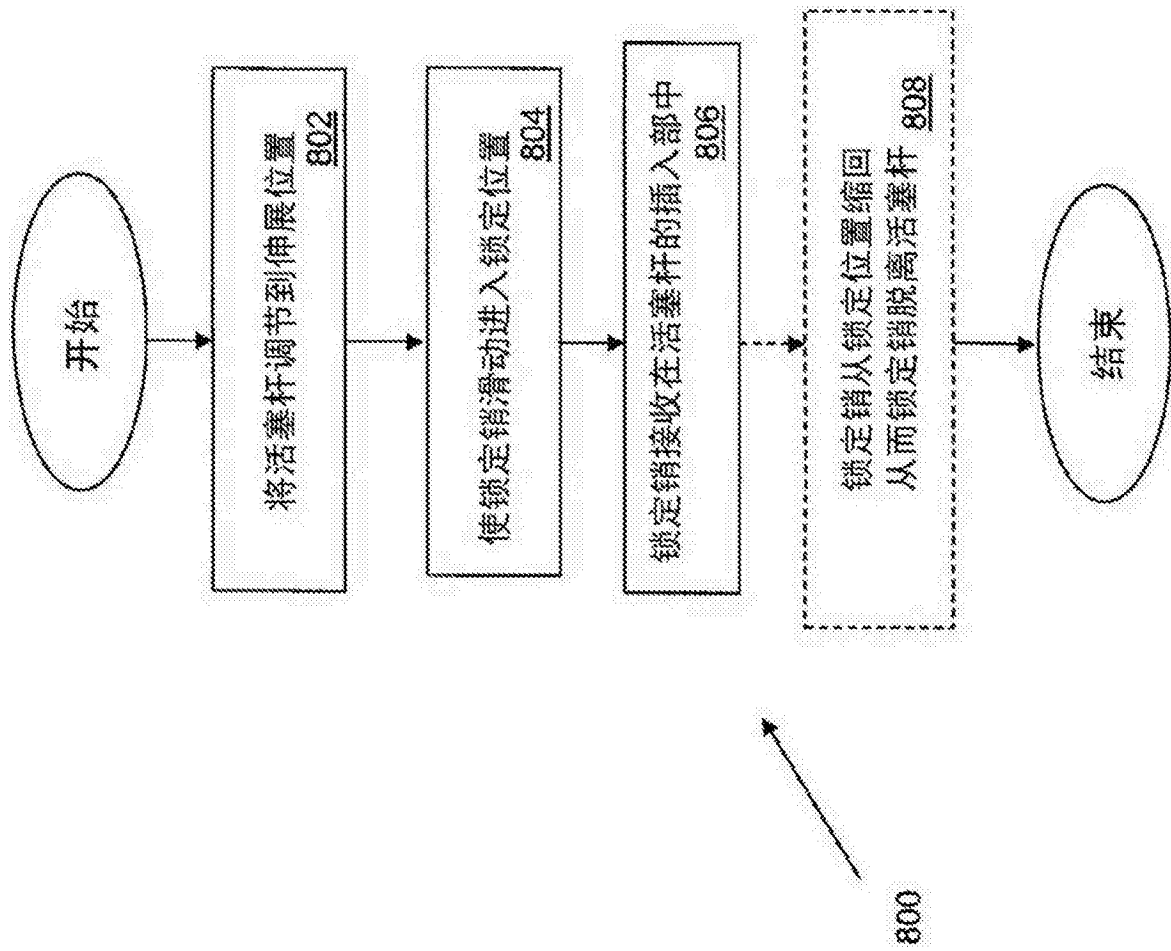 开始
将活塞杆调节到伸展位置
802
使锁定销滑动进入锁定位置
804
锁定销接收在活塞杆的插入部中
806
锁定销从锁定位置缩回
从而锁定销脱离活塞杆
808
结束
800